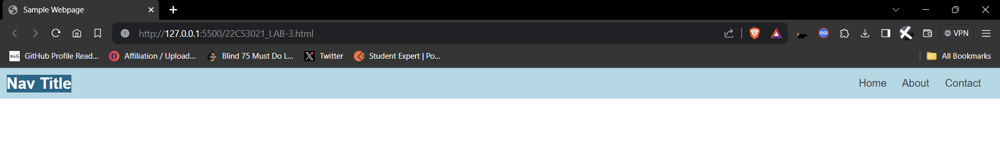 Sample Webpage
http://127.0.0.1:5500/22CS3021_LAB-3.html
VPN
m↓G GitHub Profile Read... Affiliation / Upload... Blind 75 Must Do L... Twitter Student Expert | Po... All Bookmarks
Nav Title Home About Contact